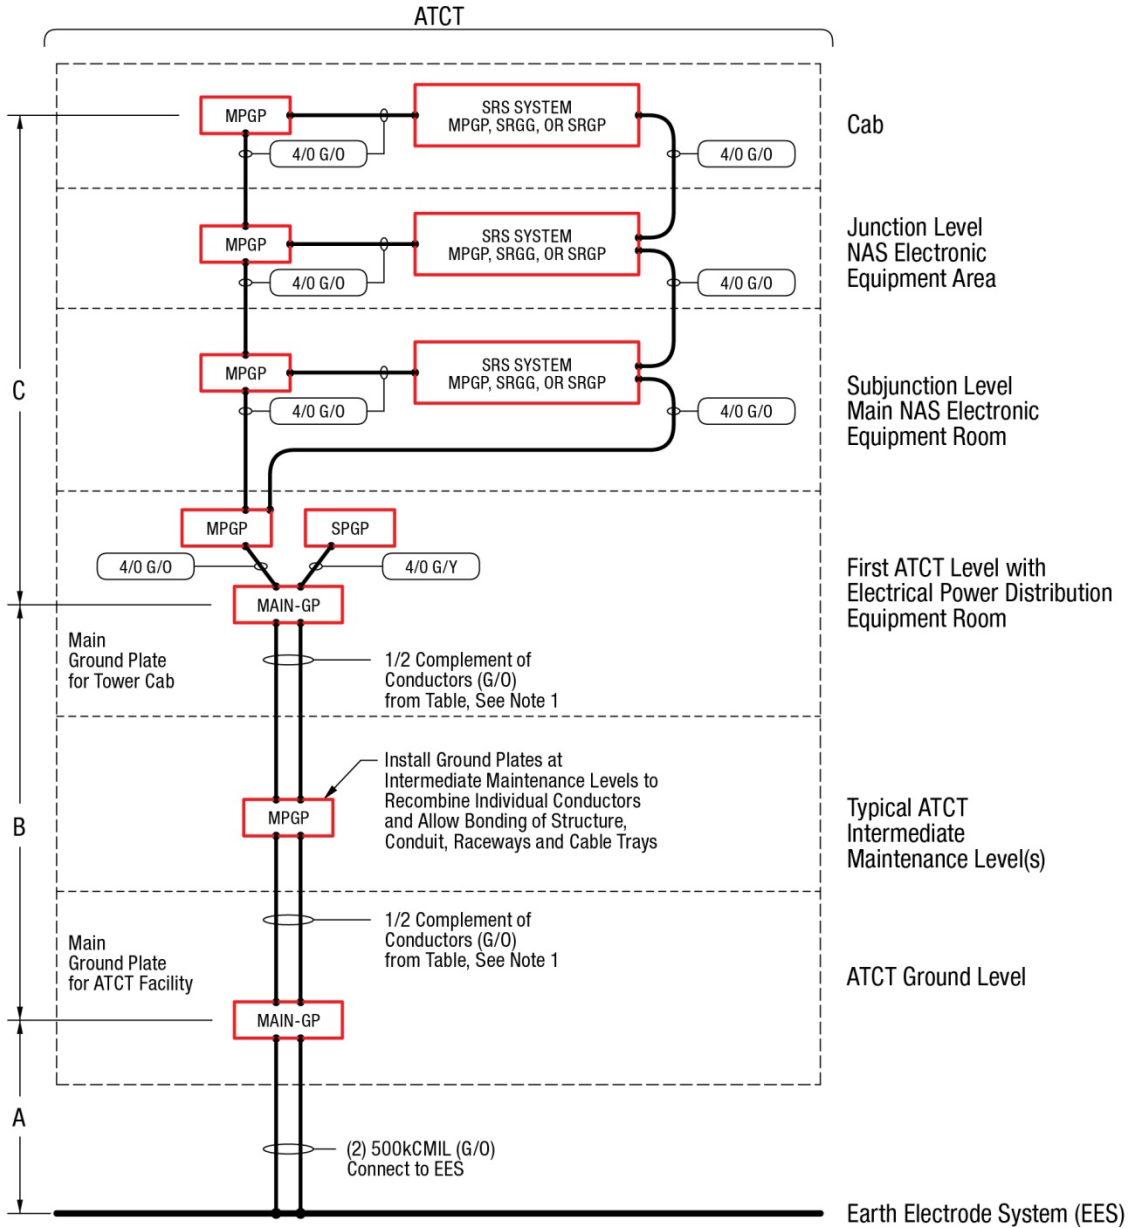 ATCT
MPGP
SRS SYSTEM
MPGP, SRGG, OR SRGP
4/0 G/O
4/0 G/O
Cab
MPGP
SRS SYSTEM
MPGP, SRGG, OR SRGP
4/0 G/O
4/0 G/O
Junction Level
NAS Electronic
Equipment Area
MPGP
SRS SYSTEM
MPGP, SRGG, OR SRGP
4/0 G/O
4/0 G/O
Subjunction Level
Main NAS Electronic
Equipment Room
C
MPGP
SPGP
4/0 G/O
4/0 G/Y
MAIN-GP
First ATCT Level with
Electrical Power Distribution
Equipment Room
Main
Ground Plate
for Tower Cab
1/2 Complement of
Conductors (G/O)
from Table, See Note 1
Install Ground Plates at
Intermediate Maintenance Levels to
Recombine Individual Conductors
and Allow Bonding of Structure,
Conduit, Raceways and Cable Trays
MPGP
Typical ATCT
Intermediate
Maintenance Level(s)
B
Main
Ground Plate
for ATCT Facility
1/2 Complement of
Conductors (G/O)
from Table, See Note 1
ATCT Ground Level
MAIN-GP
A
(2) 500kCMIL (G/O)
Connect to EES
Earth Electrode System (EES)